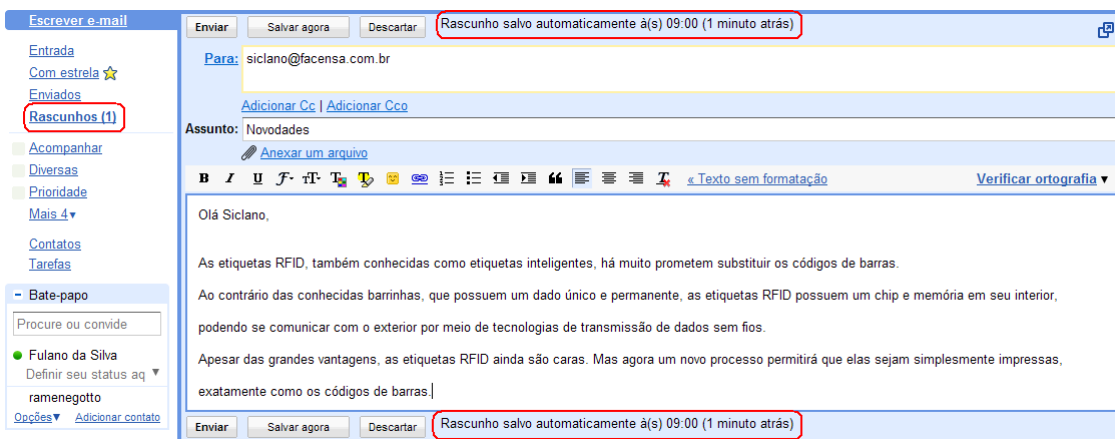 Escrever e-mail
Entrada
Com estrela
Enviados
Rascunhos (1)
Acompanhar
Diversas
Prioridade
Mais 4▾
Contatos
Tarefas
− Bate-papo
Procure ou convide
Fulano da Silva
Definir seu status aq ▼
ramenegotto
Opções▼ Adicionar contato
Enviar Salvar agora Descartar Rascunho salvo automaticamente à(s) 09:00 (1 minuto atrás)
Para: siclano@facensa.com.br
Adicionar Cc | Adicionar Cco
Assunto: Novodades
Anexar um arquivo
B I U F T T T « Texto sem formatação Verificar ortografia ▼
Olá Siclano,
As etiquetas RFID, também conhecidas como etiquetas inteligentes, há muito prometem substituir os códigos de barras.
Ao contrário das conhecidas barrinhas, que possuem um dado único e permanente, as etiquetas RFID possuem um chip e memória em seu interior,
podendo se comunicar com o exterior por meio de tecnologias de transmissão de dados sem fios.
Apesar das grandes vantagens, as etiquetas RFID ainda são caras. Mas agora um novo processo permitirá que elas sejam simplesmente impressas,
exatamente como os códigos de barras.
Enviar Salvar agora Descartar Rascunho salvo automaticamente à(s) 09:00 (1 minuto atrás)